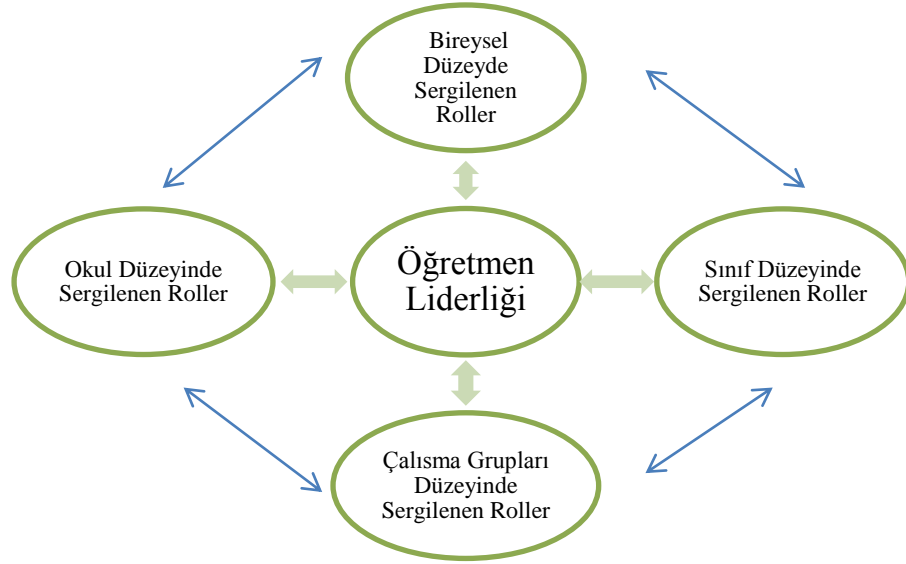 Bireysel
Düzeyde
Sergilenen
Roller
Okul Düzeyinde
Sergilenen Roller
Öğretmen
Liderliği
Sınıf Düzeyinde
Sergilenen Roller
Çalısma Grupları
Düzeyinde
Sergilenen Roller